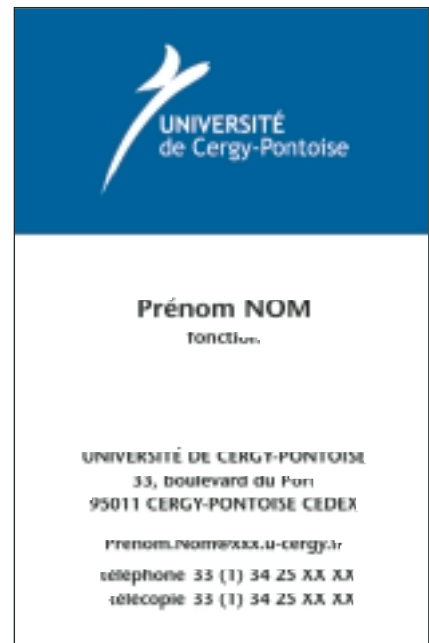 UNIVERSITÉ
de Cergy-Pontoise
Prénom NOM
fonction
UNIVERSITÉ DE CERGY-PONTOISE
33, boulevard du Port
95011 CERGY-PONTOISE CEDEX
Prenom.Nom@xxx.u-cergy.fr
téléphone 33 (1) 34 25 XX XX
télécopie 33 (1) 34 25 XX XX